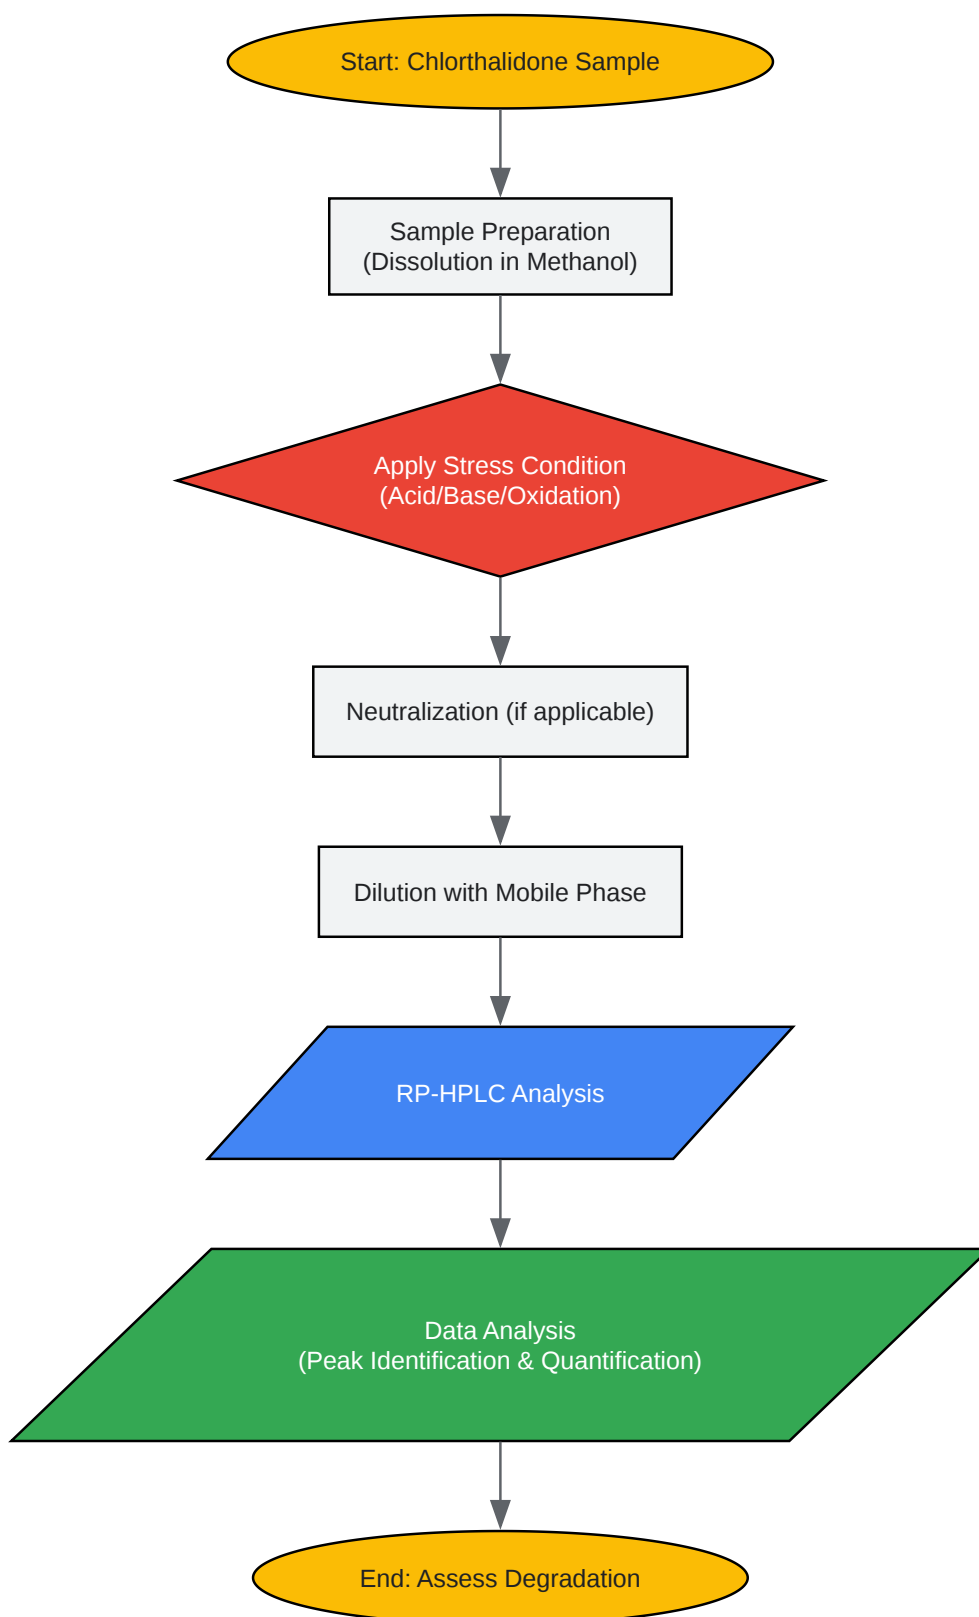 Start: Chlorthalidone Sample
Sample Preparation
(Dissolution in Methanol)
Apply Stress Condition
(Acid/Base/Oxidation)
Neutralization (if applicable)
Dilution with Mobile Phase
RP-HPLC Analysis
Data Analysis
(Peak Identification & Quantification)
End: Assess Degradation